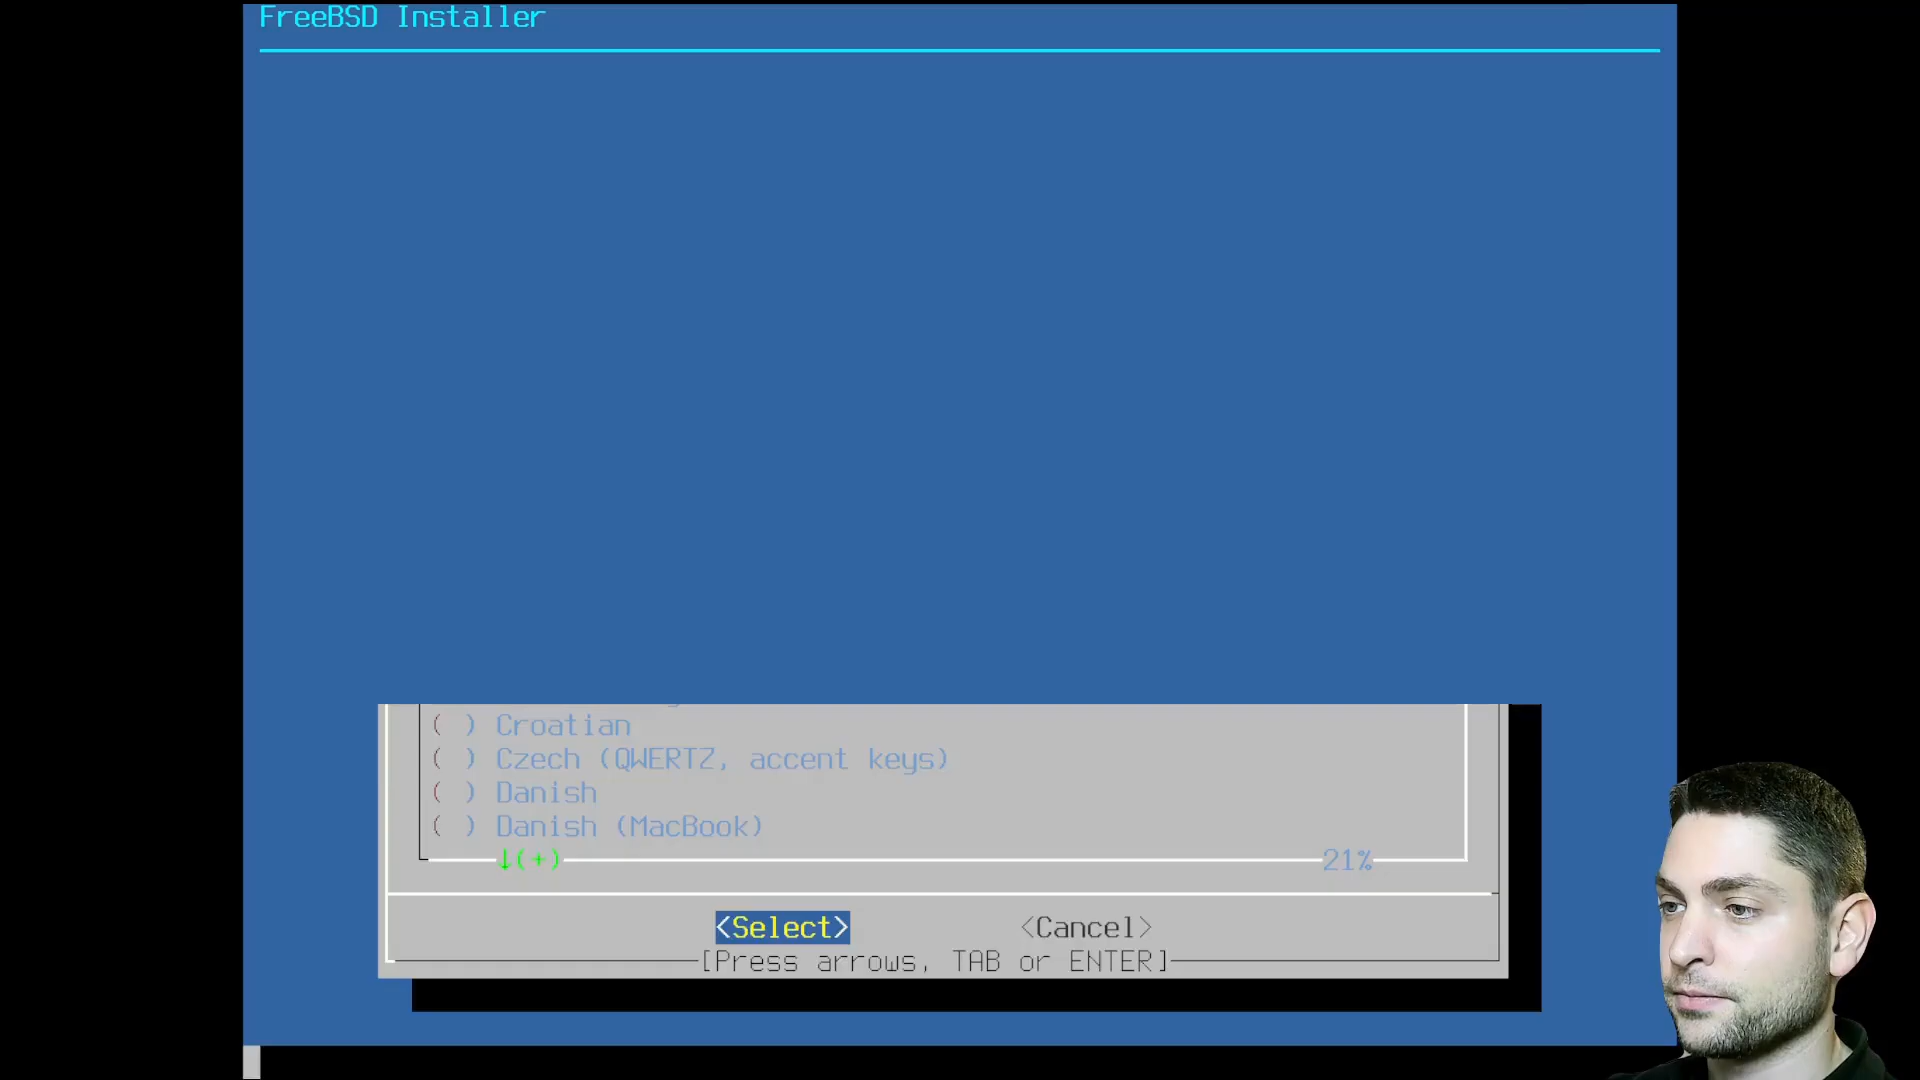 FreeBSD Installer
( ) Croatian
( ) Czech (QWERTZ, accent keys)
( ) Danish
( ) Danish (MacBook)
↓(+) 21%
<Select> <Cancel>
[Press arrows, TAB or ENTER]